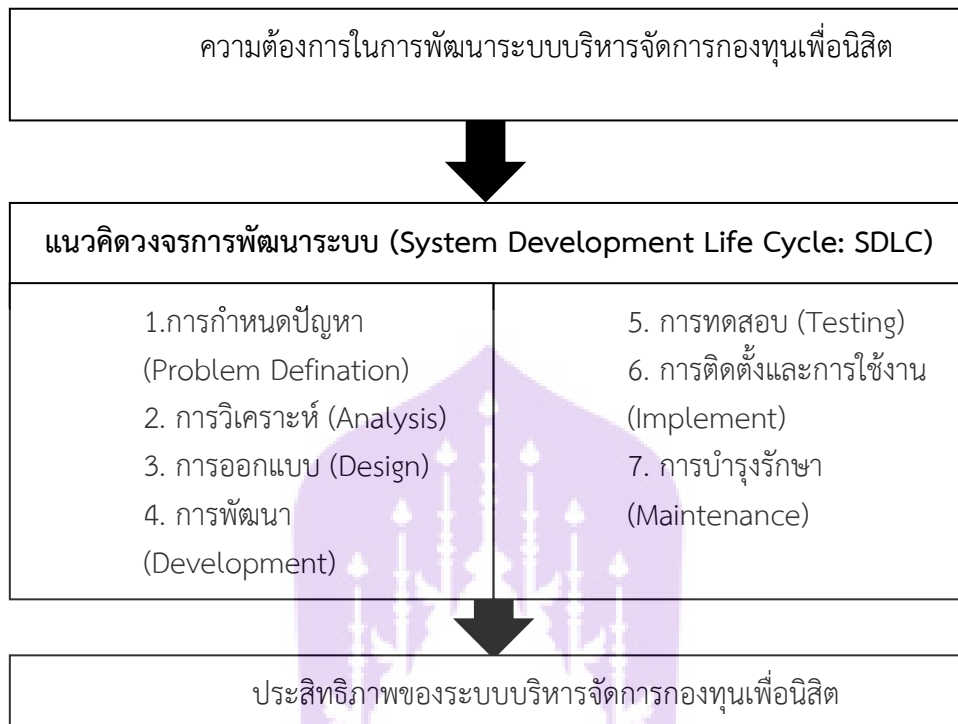 ความต้องการในการพัฒนาระบบบริหารจัดการกองทุนเพื่อนิสิต
แนวคิดวงจรการพัฒนาระบบ (System Development Life Cycle: SDLC)
1.การกำหนดปัญหา
(Problem Defination)
2. การวิเคราะห์ (Analysis)
3. การออกแบบ (Design)
4. การพัฒนา
(Development)
5. การทดสอบ (Testing)
6. การติดตั้งและการใช้งาน
(Implement)
7. การบำรุงรักษา
(Maintenance)
ประสิทธิภาพของระบบบริหารจัดการกองทุนเพื่อนิสิต